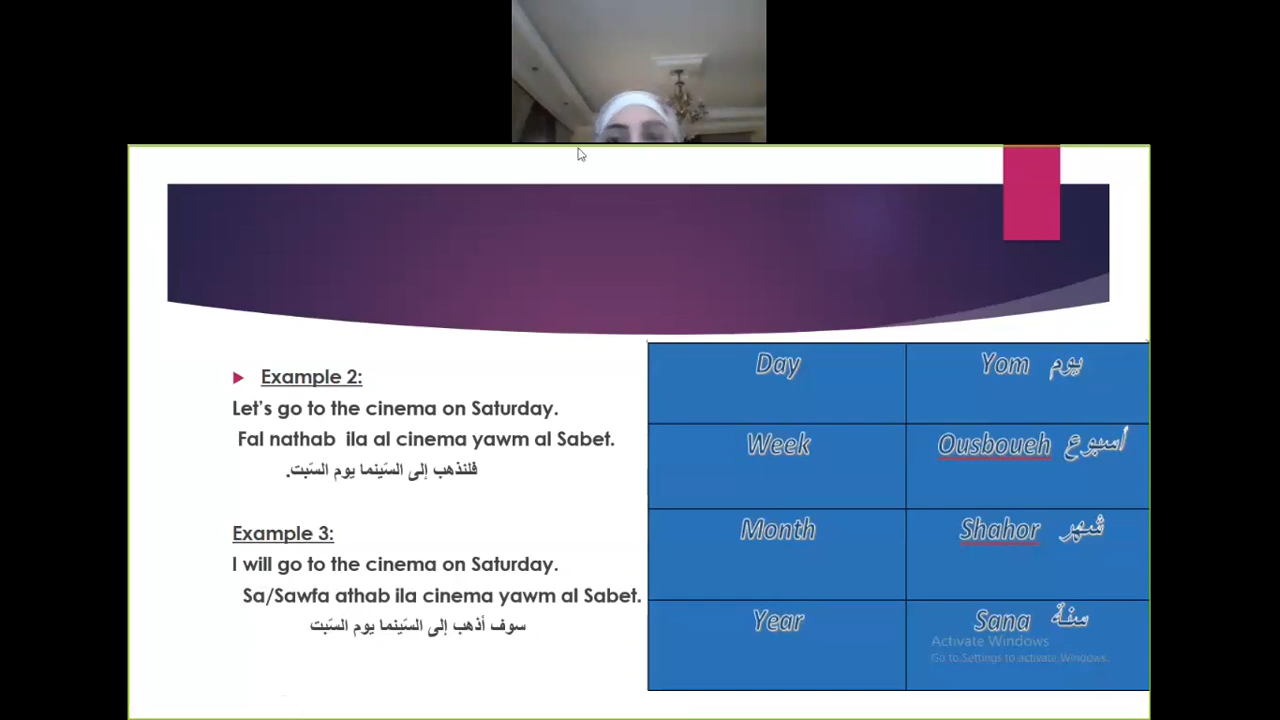 Example 2:
Let's go to the cinema on Saturday.
Fal nathab ila al cinema yawm al Sabet.
فلنذهب إلى السّينما يوم السّبت.
Example 3:
I will go to the cinema on Saturday.
Sa/Sawfa athab ila cinema yawm al Sabet.
سوف أذهب إلى السّينما يوم السّبت
Day
Yom يوم
Week
Ousboueh أسبوع
Month
Shahor شهر
Year
Sana سنة
Activate Windows
Go to Settings to activate Windows.